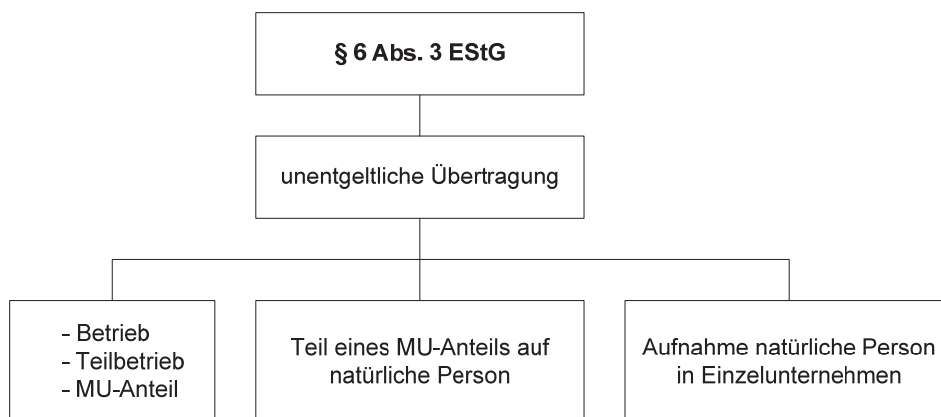 § 6 Abs. 3 EStG
unentgeltliche Übertragung
- Betrieb
- Teilbetrieb
- MU-Anteil
Teil eines MU-Anteils auf
natürliche Person
Aufnahme natürliche Person
in Einzelunternehmen